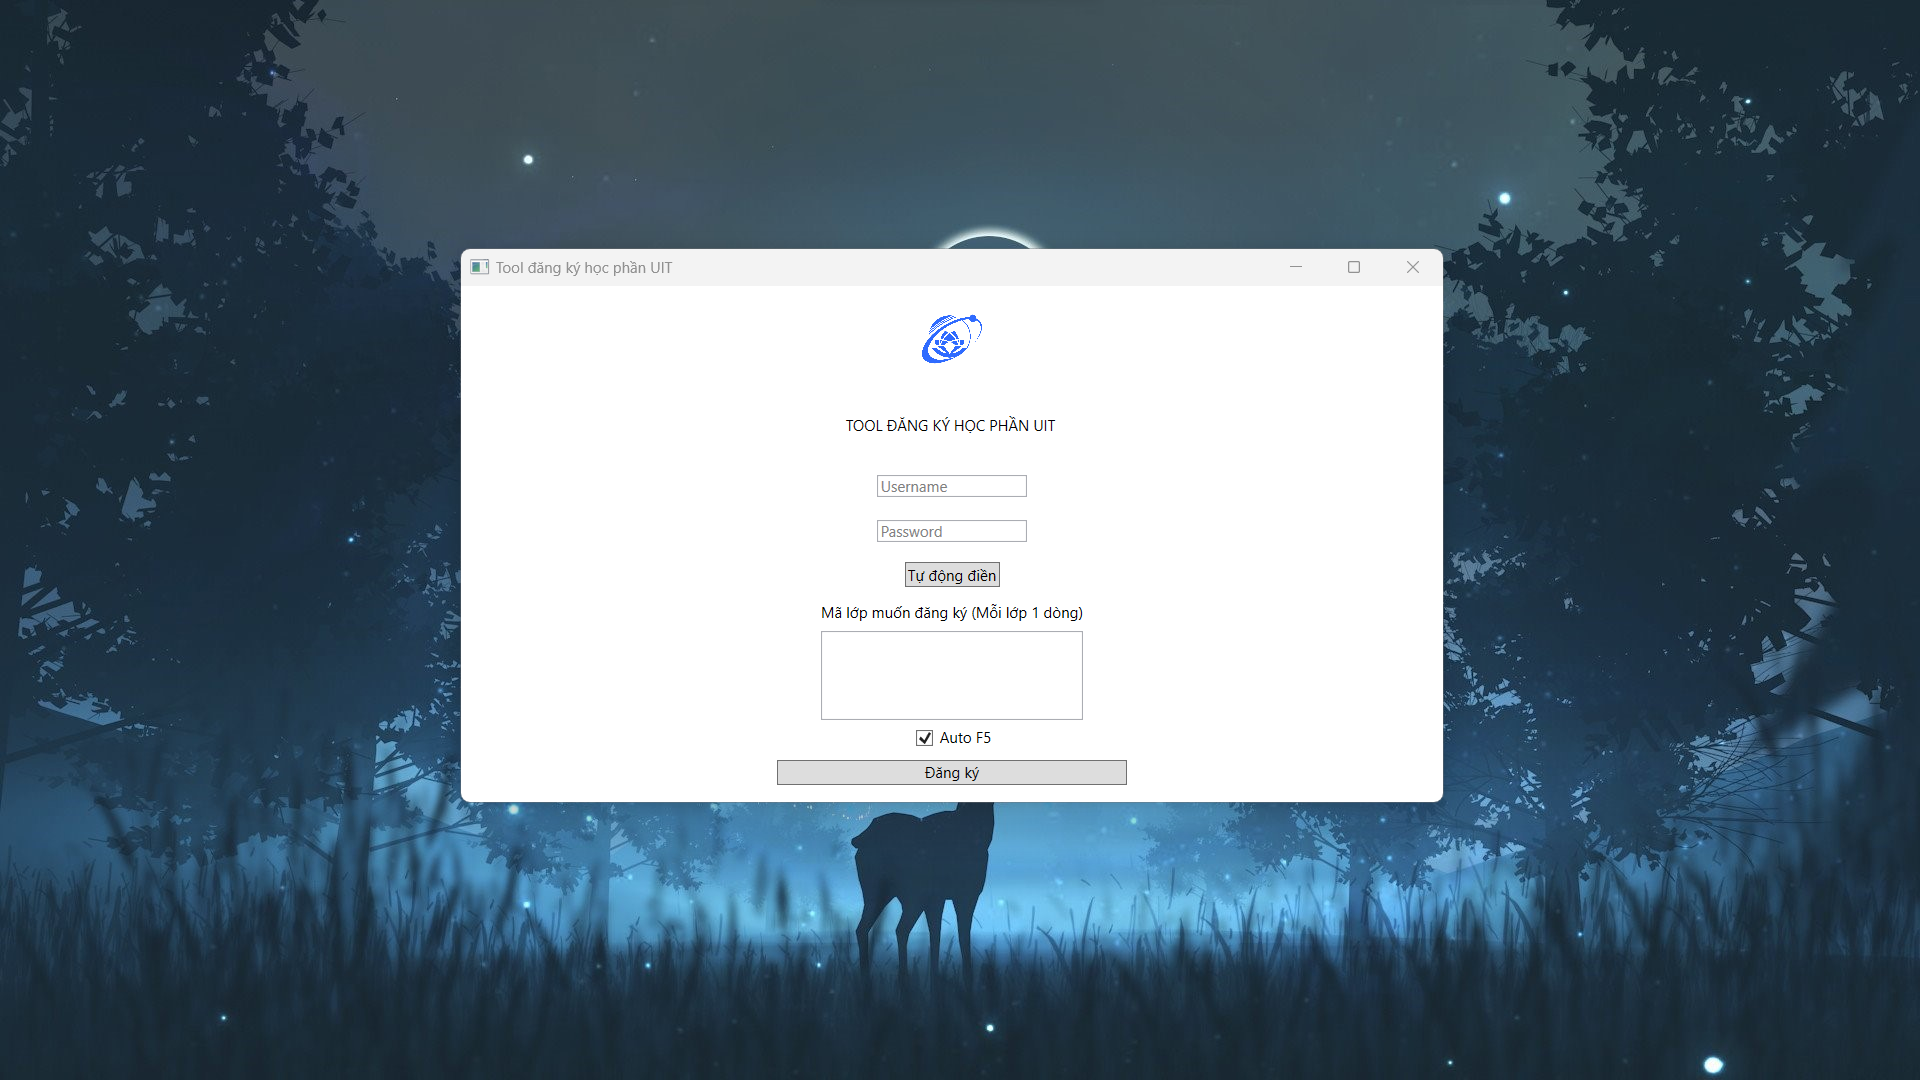 Tool đăng ký học phần UIT
TOOL ĐĂNG KÝ HỌC PHẦN UIT
Username
Password
Tự động điền
Mã lớp muốn đăng ký (Mỗi lớp 1 dòng)
Auto F5
Đăng ký